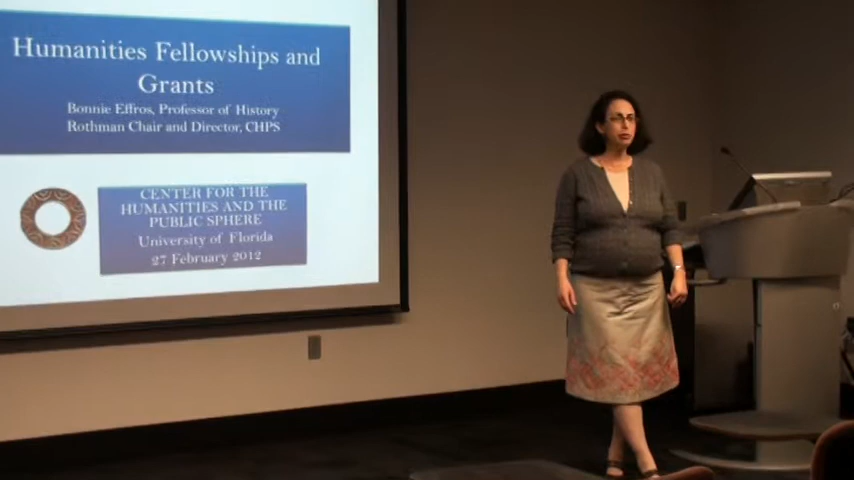 Humanities Fellowships and
Grants
Bonnie Effros, Professor of History
Rothman Chair and Director, CHPS
CENTER FOR THE
HUMANITIES AND THE
PUBLIC SPHERE
University of Florida
27 February 2012